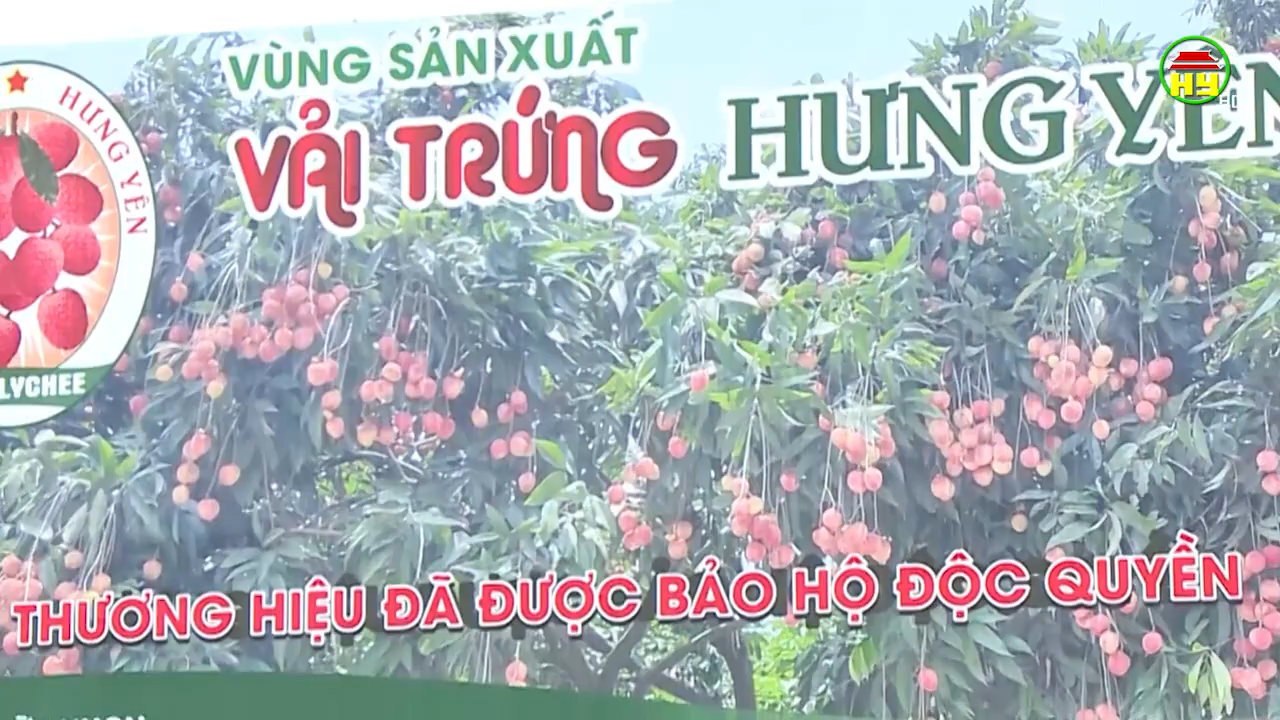 VÙNG SẢN XUẤT
VẢI TRỨNG HƯNG YÊN
HƯNG YÊN
LYCHEE
THƯƠNG HIỆU ĐÃ ĐƯỢC BẢO HỘ ĐỘC QUYỀN
HY